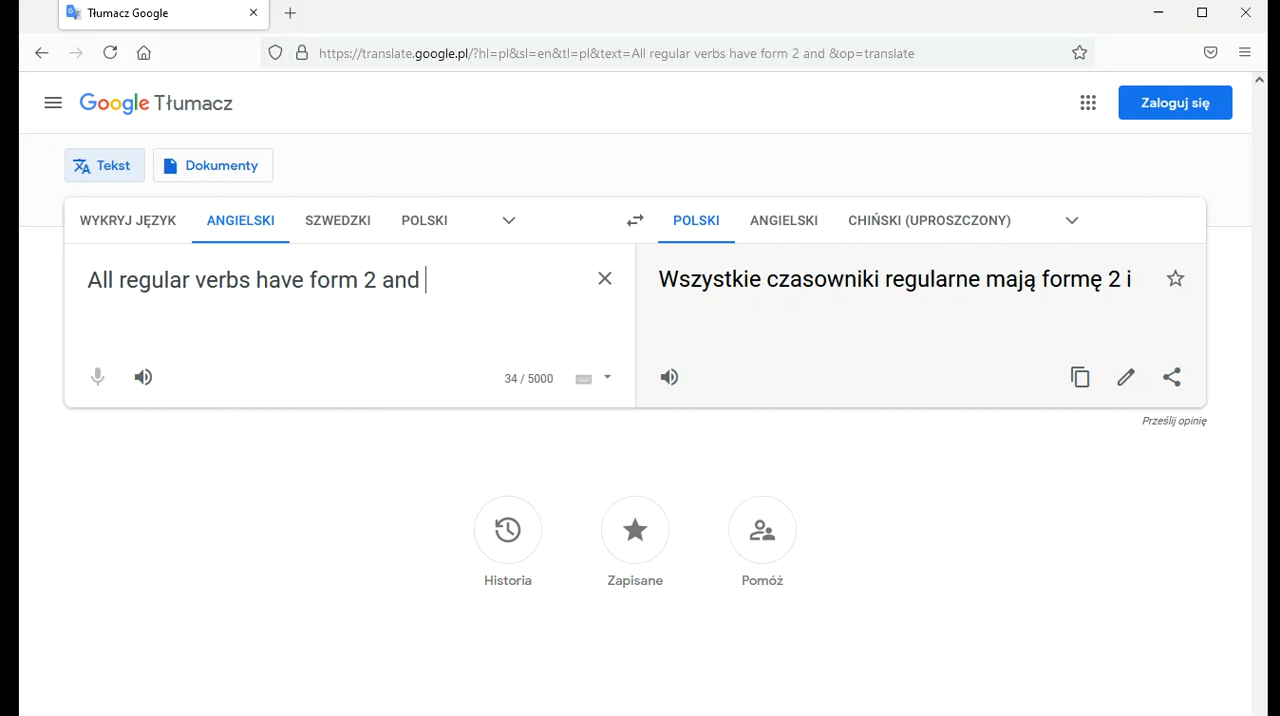 Tłumacz Google
https://translate.google.pl/?hl=pl&sl=en&tl=pl&text=All regular verbs have form 2 and &op=translate
Google Tłumacz
Zaloguj się
Tekst
Dokumenty
WYKRYJ JĘZYK ANGIELSKI SZWEDZKI POLSKI
POLSKI ANGIELSKI CHIŃSKI (UPROSZCZONY)
All regular verbs have form 2 and
Wszystkie czasowniki regularne mają formę 2 i
34 / 5000
Prześlij opinię
Historia
Zapisane
Pomóż